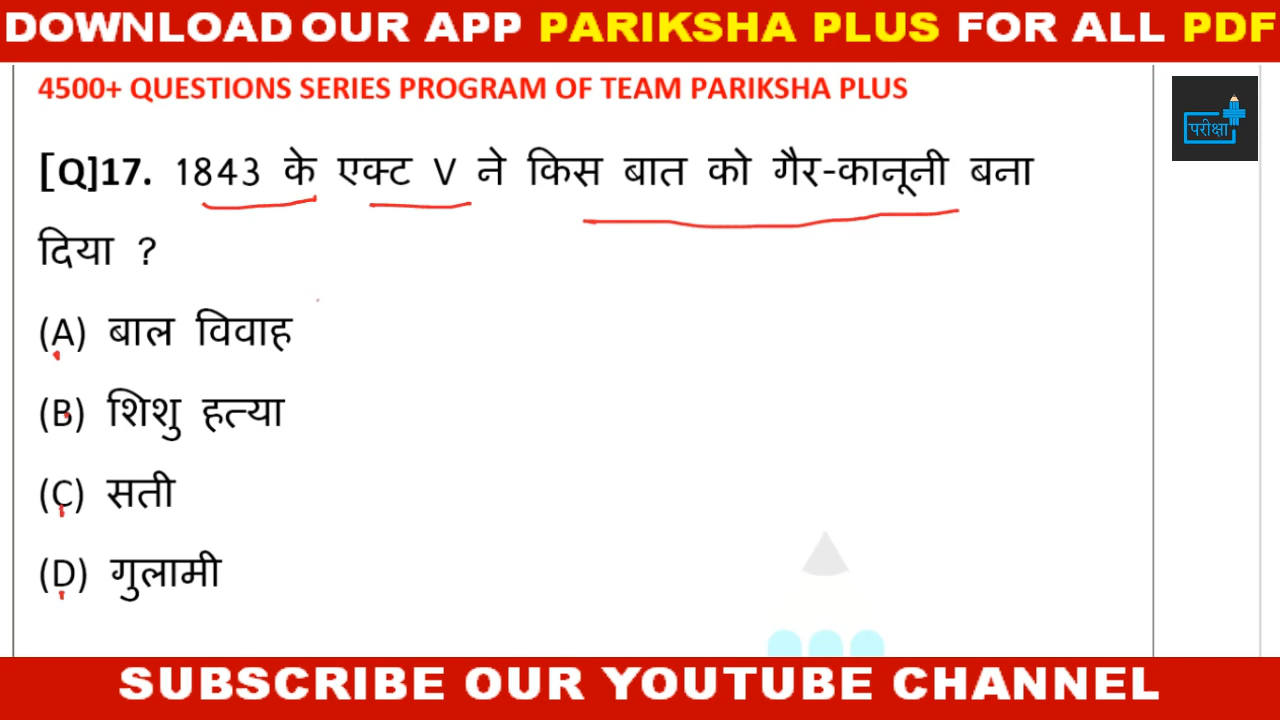 DOWNLOAD OUR APP PARIKSHA PLUS FOR ALL PDF
4500+ QUESTIONS SERIES PROGRAM OF TEAM PARIKSHA PLUS
परीक्षा
[Q]17. 1843 के एक्ट V ने किस बात को गैर-कानूनी बना
दिया ?
(A) बाल विवाह
(B) शिशु हत्या
(C) सती
(D) गुलामी
SUBSCRIBE OUR YOUTUBE CHANNEL